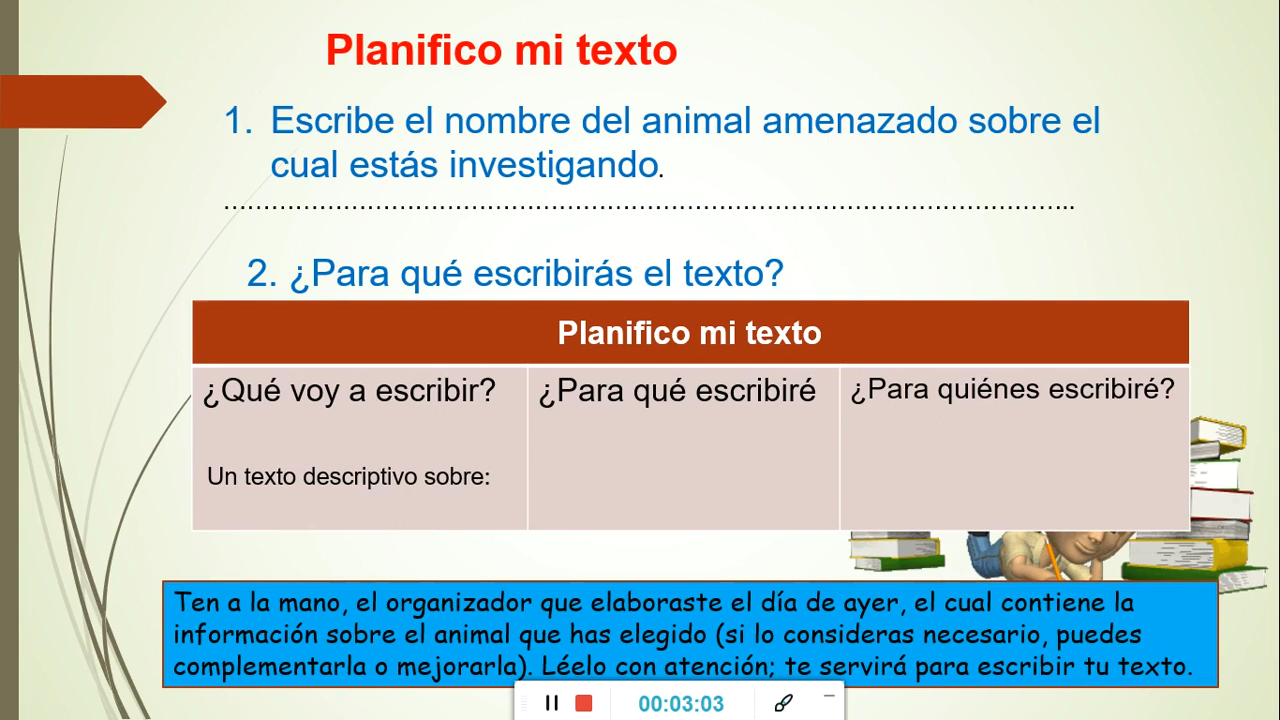 Planifico mi texto
1. Escribe el nombre del animal amenazado sobre el
cual estás investigando.
………………………………………………………………………………………………..
2. ¿Para qué escribirás el texto?
Planifico mi texto
¿Qué voy a escribir?
Un texto descriptivo sobre:
¿Para qué escribiré
¿Para quiénes escribiré?
Ten a la mano, el organizador que elaboraste el día de ayer, el cual contiene la
información sobre el animal que has elegido (si lo consideras necesario, puedes
complementarla o mejorarla). Léelo con atención; te servirá para escribir tu texto.
00:03:03